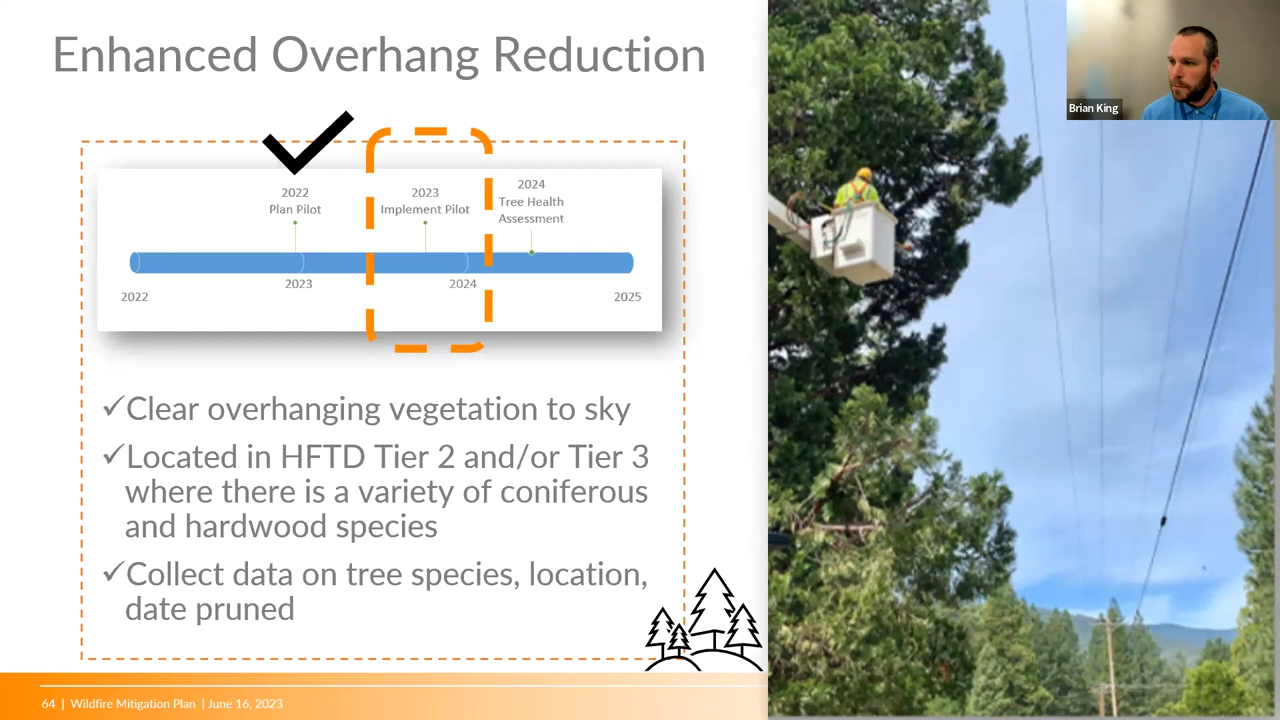 Enhanced Overhang Reduction
Brian King
2022
Plan Pilot
2023
Implement Pilot
2024
Tree Health
Assessment
2022
2023
2024
2025
✓Clear overhanging vegetation to sky
✓Located in HFTD Tier 2 and/or Tier 3
where there is a variety of coniferous
and hardwood species
✓Collect data on tree species, location,
date pruned
64 | Wildfire Mitigation Plan | June 16, 2023